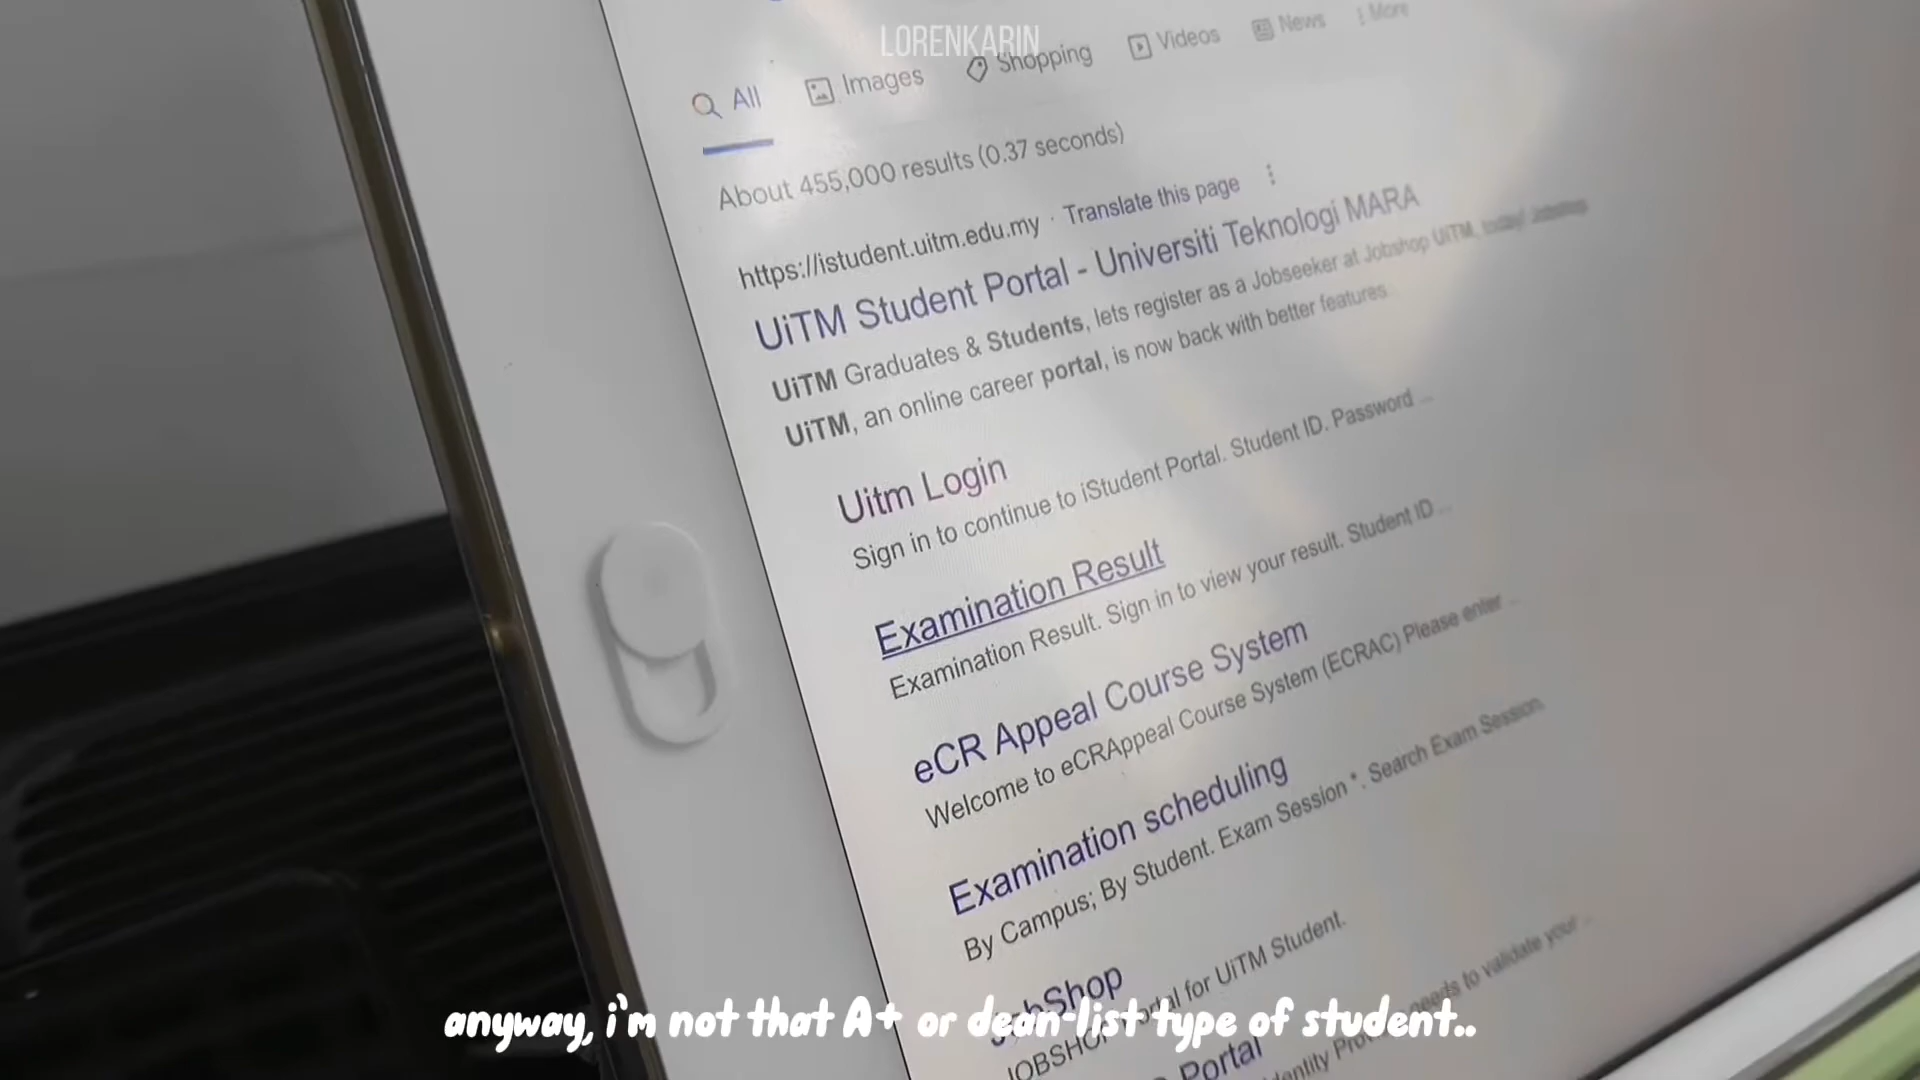 LORENKARIN
All Images Shopping Videos News More
About 455,000 results (0.37 seconds)
https://istudent.uitm.edu.my · Translate this page
UiTM Student Portal - Universiti Teknologi MARA
UiTM Graduates & Students, lets register as a Jobseeker at Jobshop UiTM, today! Jobshop
UiTM, an online career portal, is now back with better features.
Uitm Login
Sign in to continue to iStudent Portal. Student ID. Password ...
Examination Result
Examination Result. Sign in to view your result. Student ID ...
eCR Appeal Course System
Welcome to eCRAppeal Course System (ECRAC) Please enter ...
Examination scheduling
By Campus; By Student. Exam Session *. Search Exam Session.
JobShop
JOBSHOP Portal for UiTM Student.
Portal
needs to validate your ...
anyway, i'm not that A+ or dean-list type of student..